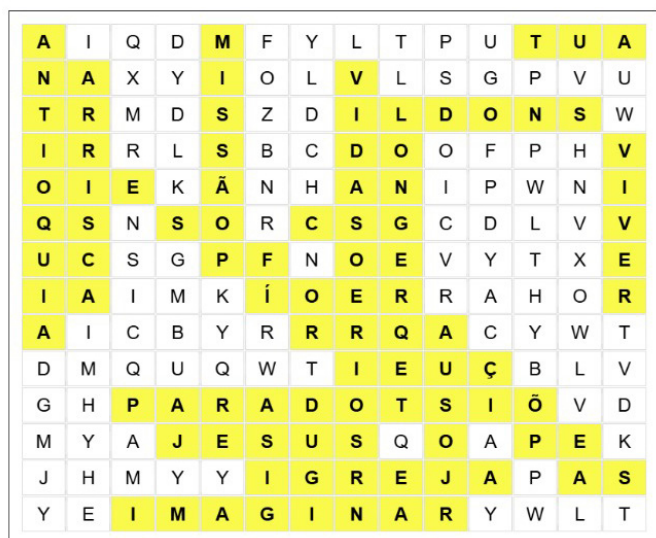 A I Q D M F Y L T P U T U A
N A X Y I O L V L S G P V U
T R M D S Z D I L D O N S W
I R R L S B C D O O F P H V
O I E K Ã N H A N I P W N I
Q S N S O R C S G C D L V V
U C S G P F N O E V Y T X E
I A I M K Í O E R R A H O R
A I C B Y R R R Q A C Y W T
D M Q U Q W T I E U Ç B L V
G H P A R A D O T S I Õ V D
M Y A J E S U S Q O A P E K
J H M Y Y I G R E J A P A S
Y E I M A G I N A R Y W L T